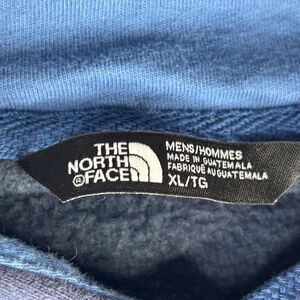 THE
NORTH
FACE®
MENS/HOMMES
MADE IN GUATEMALA
FABRIQUÉ AU GUATEMALA
XL/TG